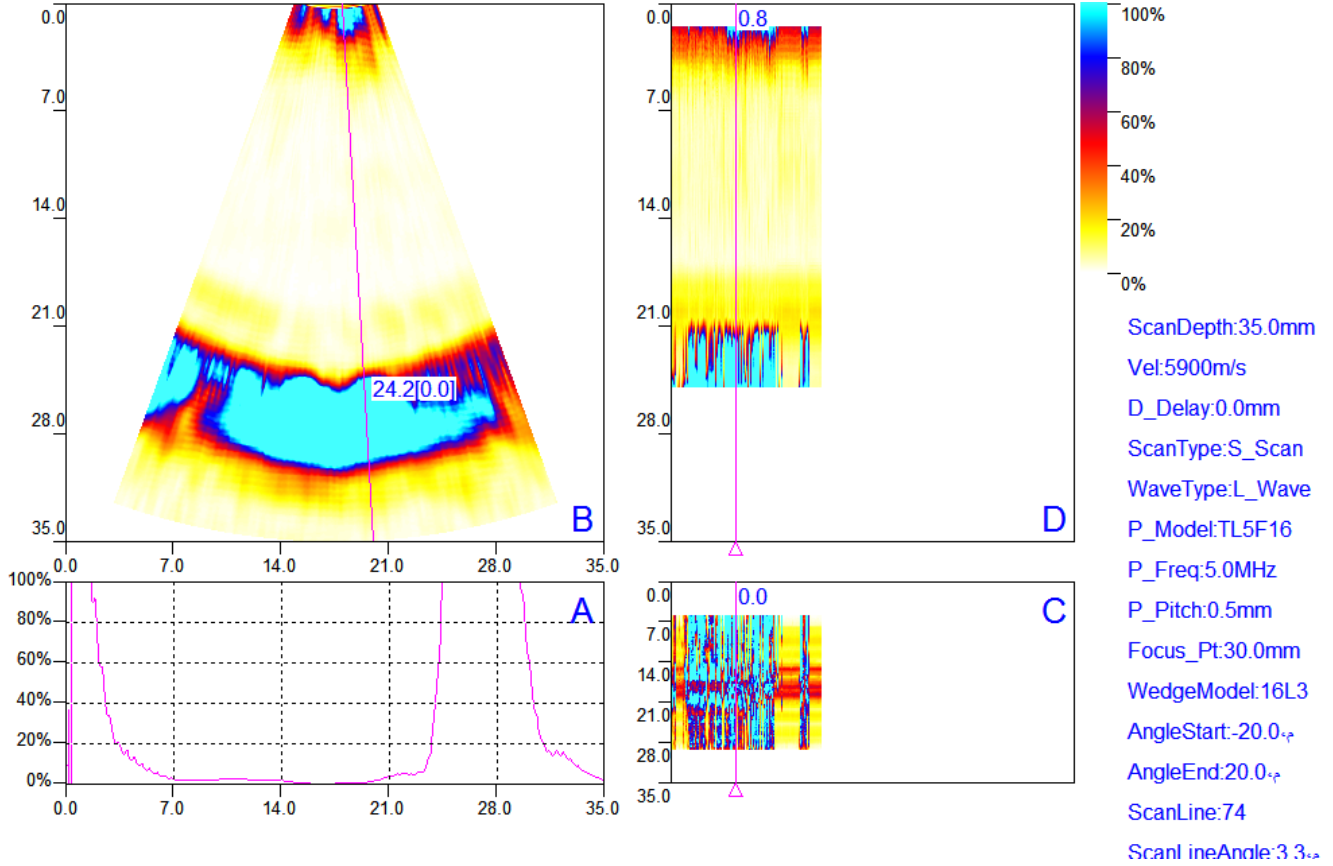 0.0
7.0
14.0
21.0
28.0
35.0
24.2[0.0]
B
0.0 7.0 14.0 21.0 28.0 35.0
0.0
7.0
14.0
21.0
28.0
35.0
0.8
D
100%
80%
60%
40%
20%
0%
100%
80%
60%
40%
20%
0%
A
0.0 7.0 14.0 21.0 28.0 35.0
0.0
7.0
14.0
21.0
28.0
35.0
0.0
C
ScanDepth:35.0mm
Vel:5900m/s
D_Delay:0.0mm
ScanType:S_Scan
WaveType:L_Wave
P_Model:TL5F16
P_Freq:5.0MHz
P_Pitch:0.5mm
Focus_Pt:30.0mm
WedgeModel:16L3
AngleStart:-20.0
AngleEnd:20.0
ScanLine:74
ScanLineAngle:3.3